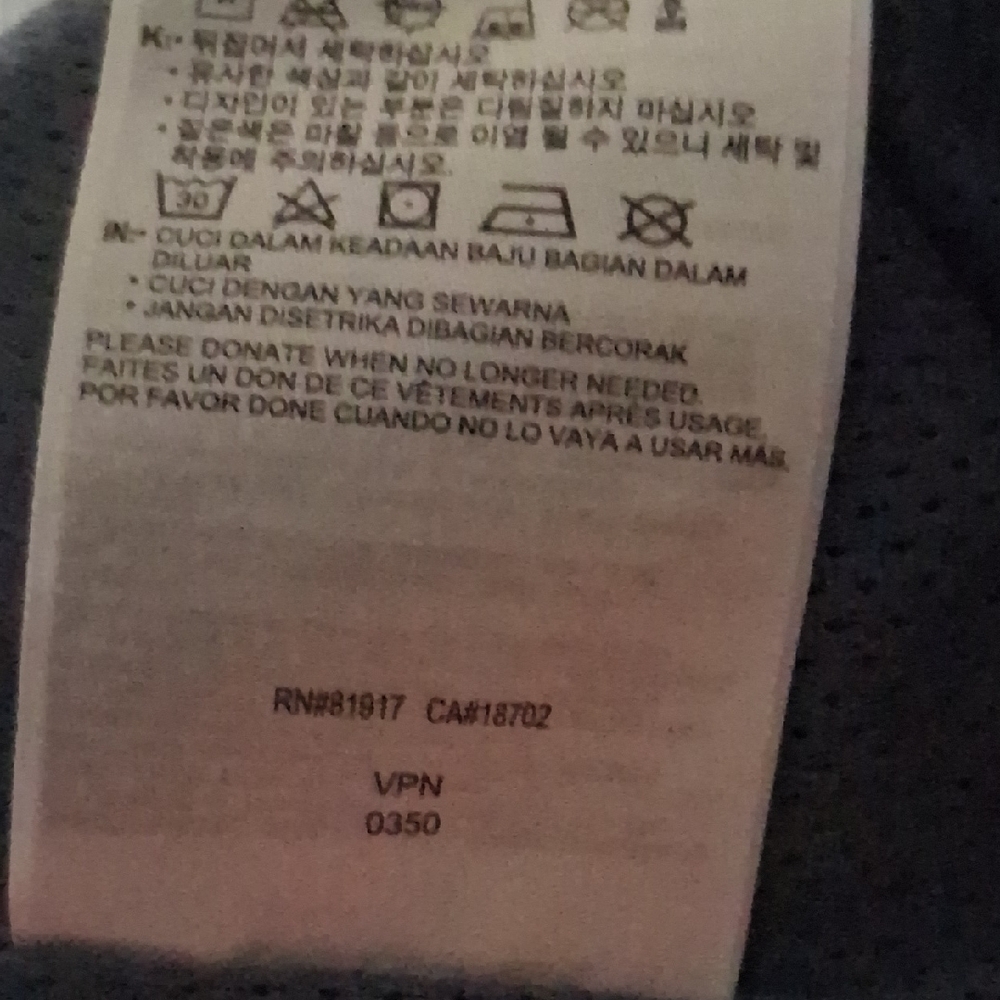 K:• 뒤집어서 세탁하십시오
• 유사한 색상과 같이 세탁하십시오
• 디자인이 있는 부분은 다림질하지 마십시오
• 짙은색은 마찰 등으로 이염 될 수 있으니 세탁 및
착용에 주의하십시오.
30
IN:• CUCI DALAM KEADAAN BAJU BAGIAN DALAM
DILUAR
• CUCI DENGAN YANG SEWARNA
• JANGAN DISETRIKA DIBAGIAN BERCORAK
PLEASE DONATE WHEN NO LONGER NEEDED.
FAITES UN DON DE CE VÊTEMENTS APRÈS USAGE.
POR FAVOR DONE CUANDO NO LO VAYA A USAR MÁS.
RN#81917 CA#18702
VPN
0350